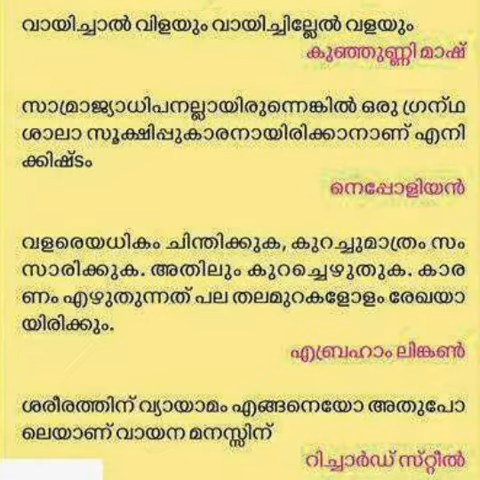 വായിച്ചാൽ വിളയും വായിച്ചില്ലേൽ വളയും
കുഞ്ഞുണ്ണി മാഷ്
സാമ്രാജ്യാധിപനല്ലായിരുന്നെങ്കിൽ ഒരു ഗ്രന്ഥ
ശാലാ സൂക്ഷിപ്പുകാരനായിരിക്കാനാണ് എനി
ക്കിഷ്ടം
നെപ്പോളിയൻ
വളരെയധികം ചിന്തിക്കുക, കുറച്ചുമാത്രം സം
സാരിക്കുക. അതിലും കുറച്ചെഴുതുക. കാര
ണം എഴുതുന്നത് പല തലമുറകളോളം രേഖയാ
യിരിക്കും.
എബ്രഹാം ലിങ്കൺ
ശരീരത്തിന് വ്യായാമം എങ്ങനെയോ അതുപോ
ലെയാണ് വായന മനസ്സിന്
റിച്ചാർഡ് സ്റ്റീൽ